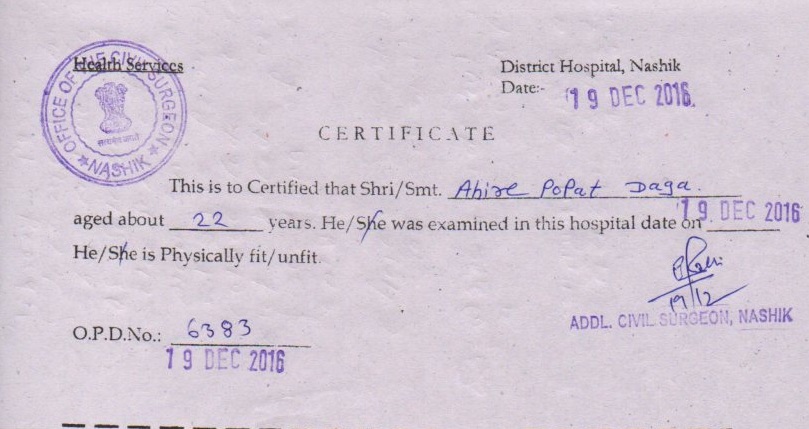 OFFICE OF THE CIVIL SURGEON
★ NASHIK ★
सत्यमेव जयते
Health Services
District Hospital, Nashik
Date:- 19 DEC 2016
CERTIFICATE
This is to Certified that Shri/Smt. Ahire Popat Daga.
aged about 22 years. He/She was examined in this hospital date on 19 DEC 2016
He/She is Physically fit/unfit.
19/12
ADDL. CIVIL SURGEON, NASHIK
O.P.D.No.: 6383
19 DEC 2016